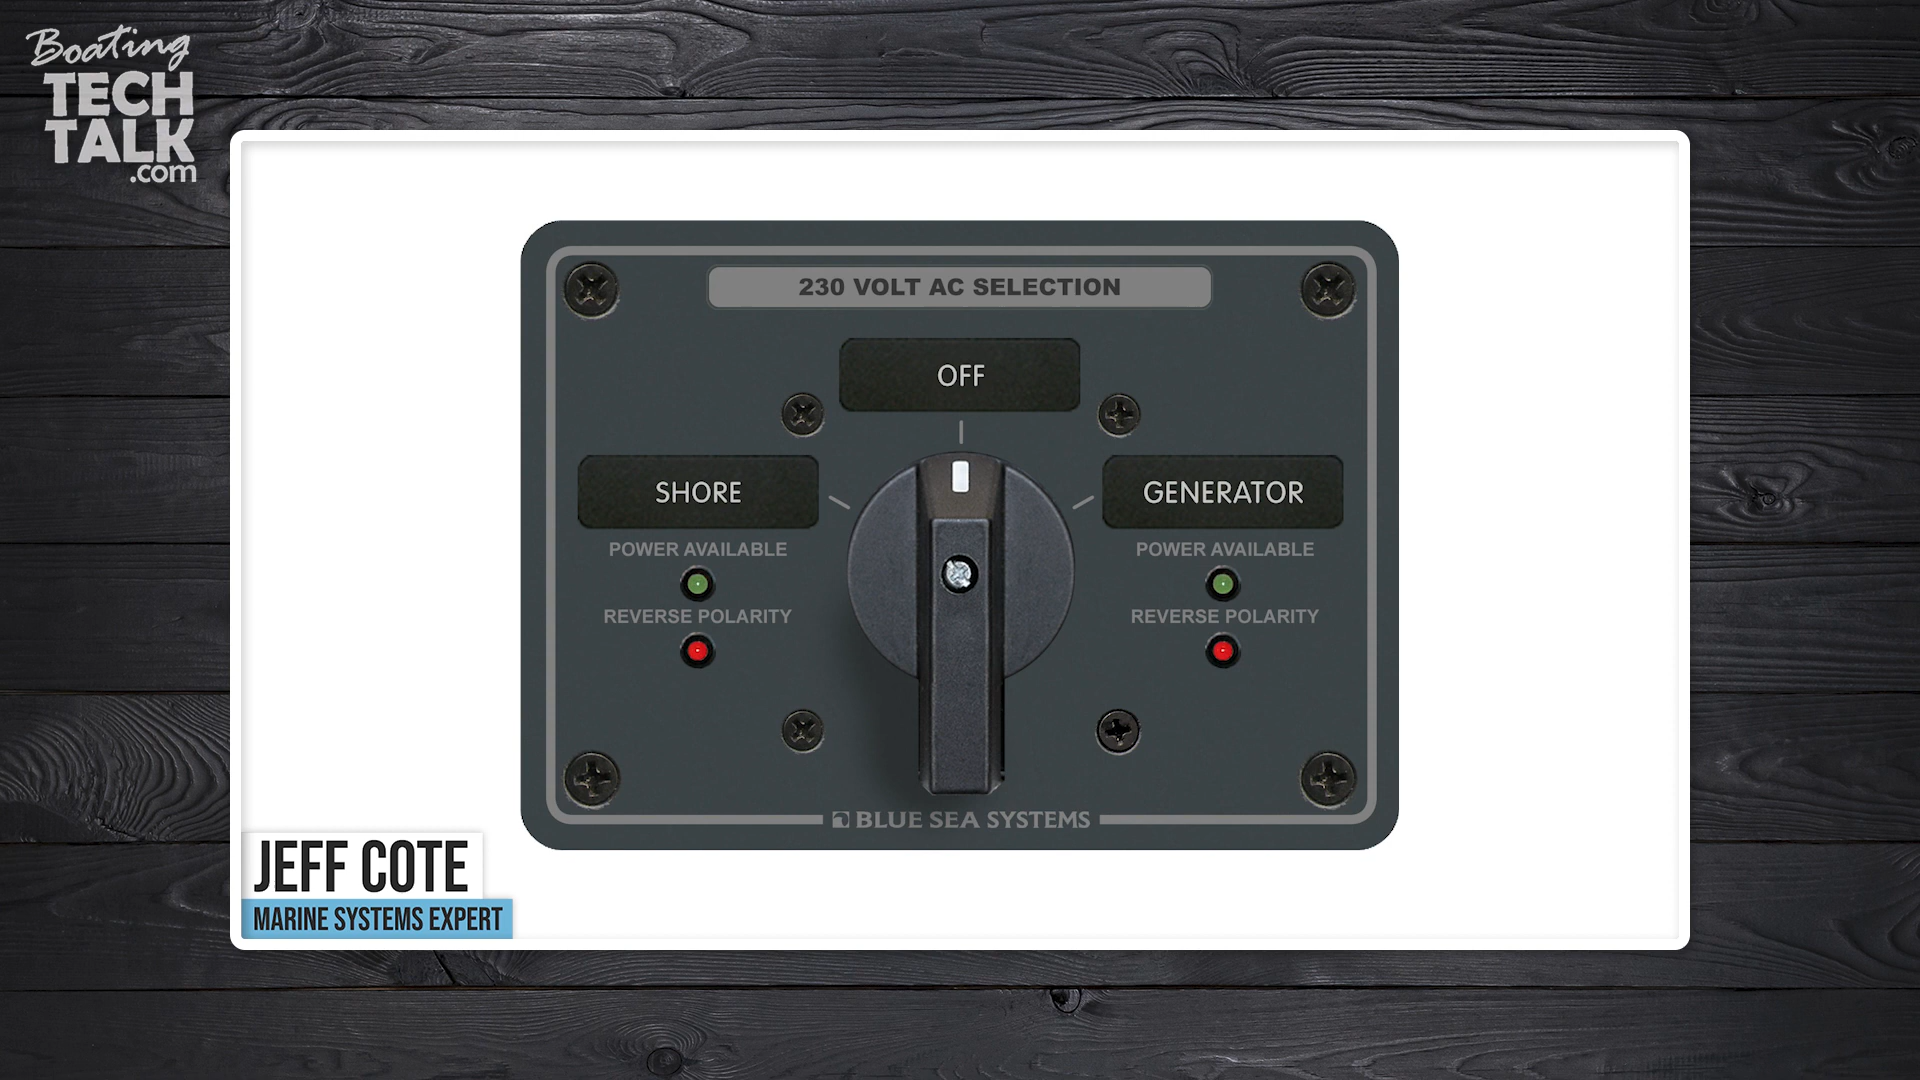 Boating
TECH
TALK
.com
230 VOLT AC SELECTION
OFF
SHORE
GENERATOR
POWER AVAILABLE
POWER AVAILABLE
REVERSE POLARITY
REVERSE POLARITY
BLUE SEA SYSTEMS
JEFF COTE
MARINE SYSTEMS EXPERT